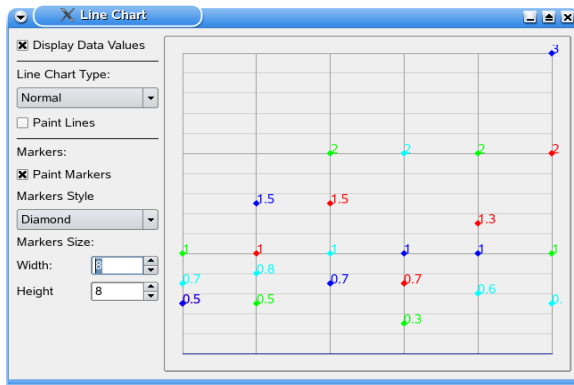 Line Chart
Display Data Values
Line Chart Type:
Normal
Paint Lines
Markers:
Paint Markers
Markers Style
Diamond
Markers Size:
Width: 8
Height 8
3
2 2 2 2
1.5 1.5
1.3
1 1 1 1 1 1
0.8
0.7 0.7 0.7
0.6
0.5 0.5 0.
0.3